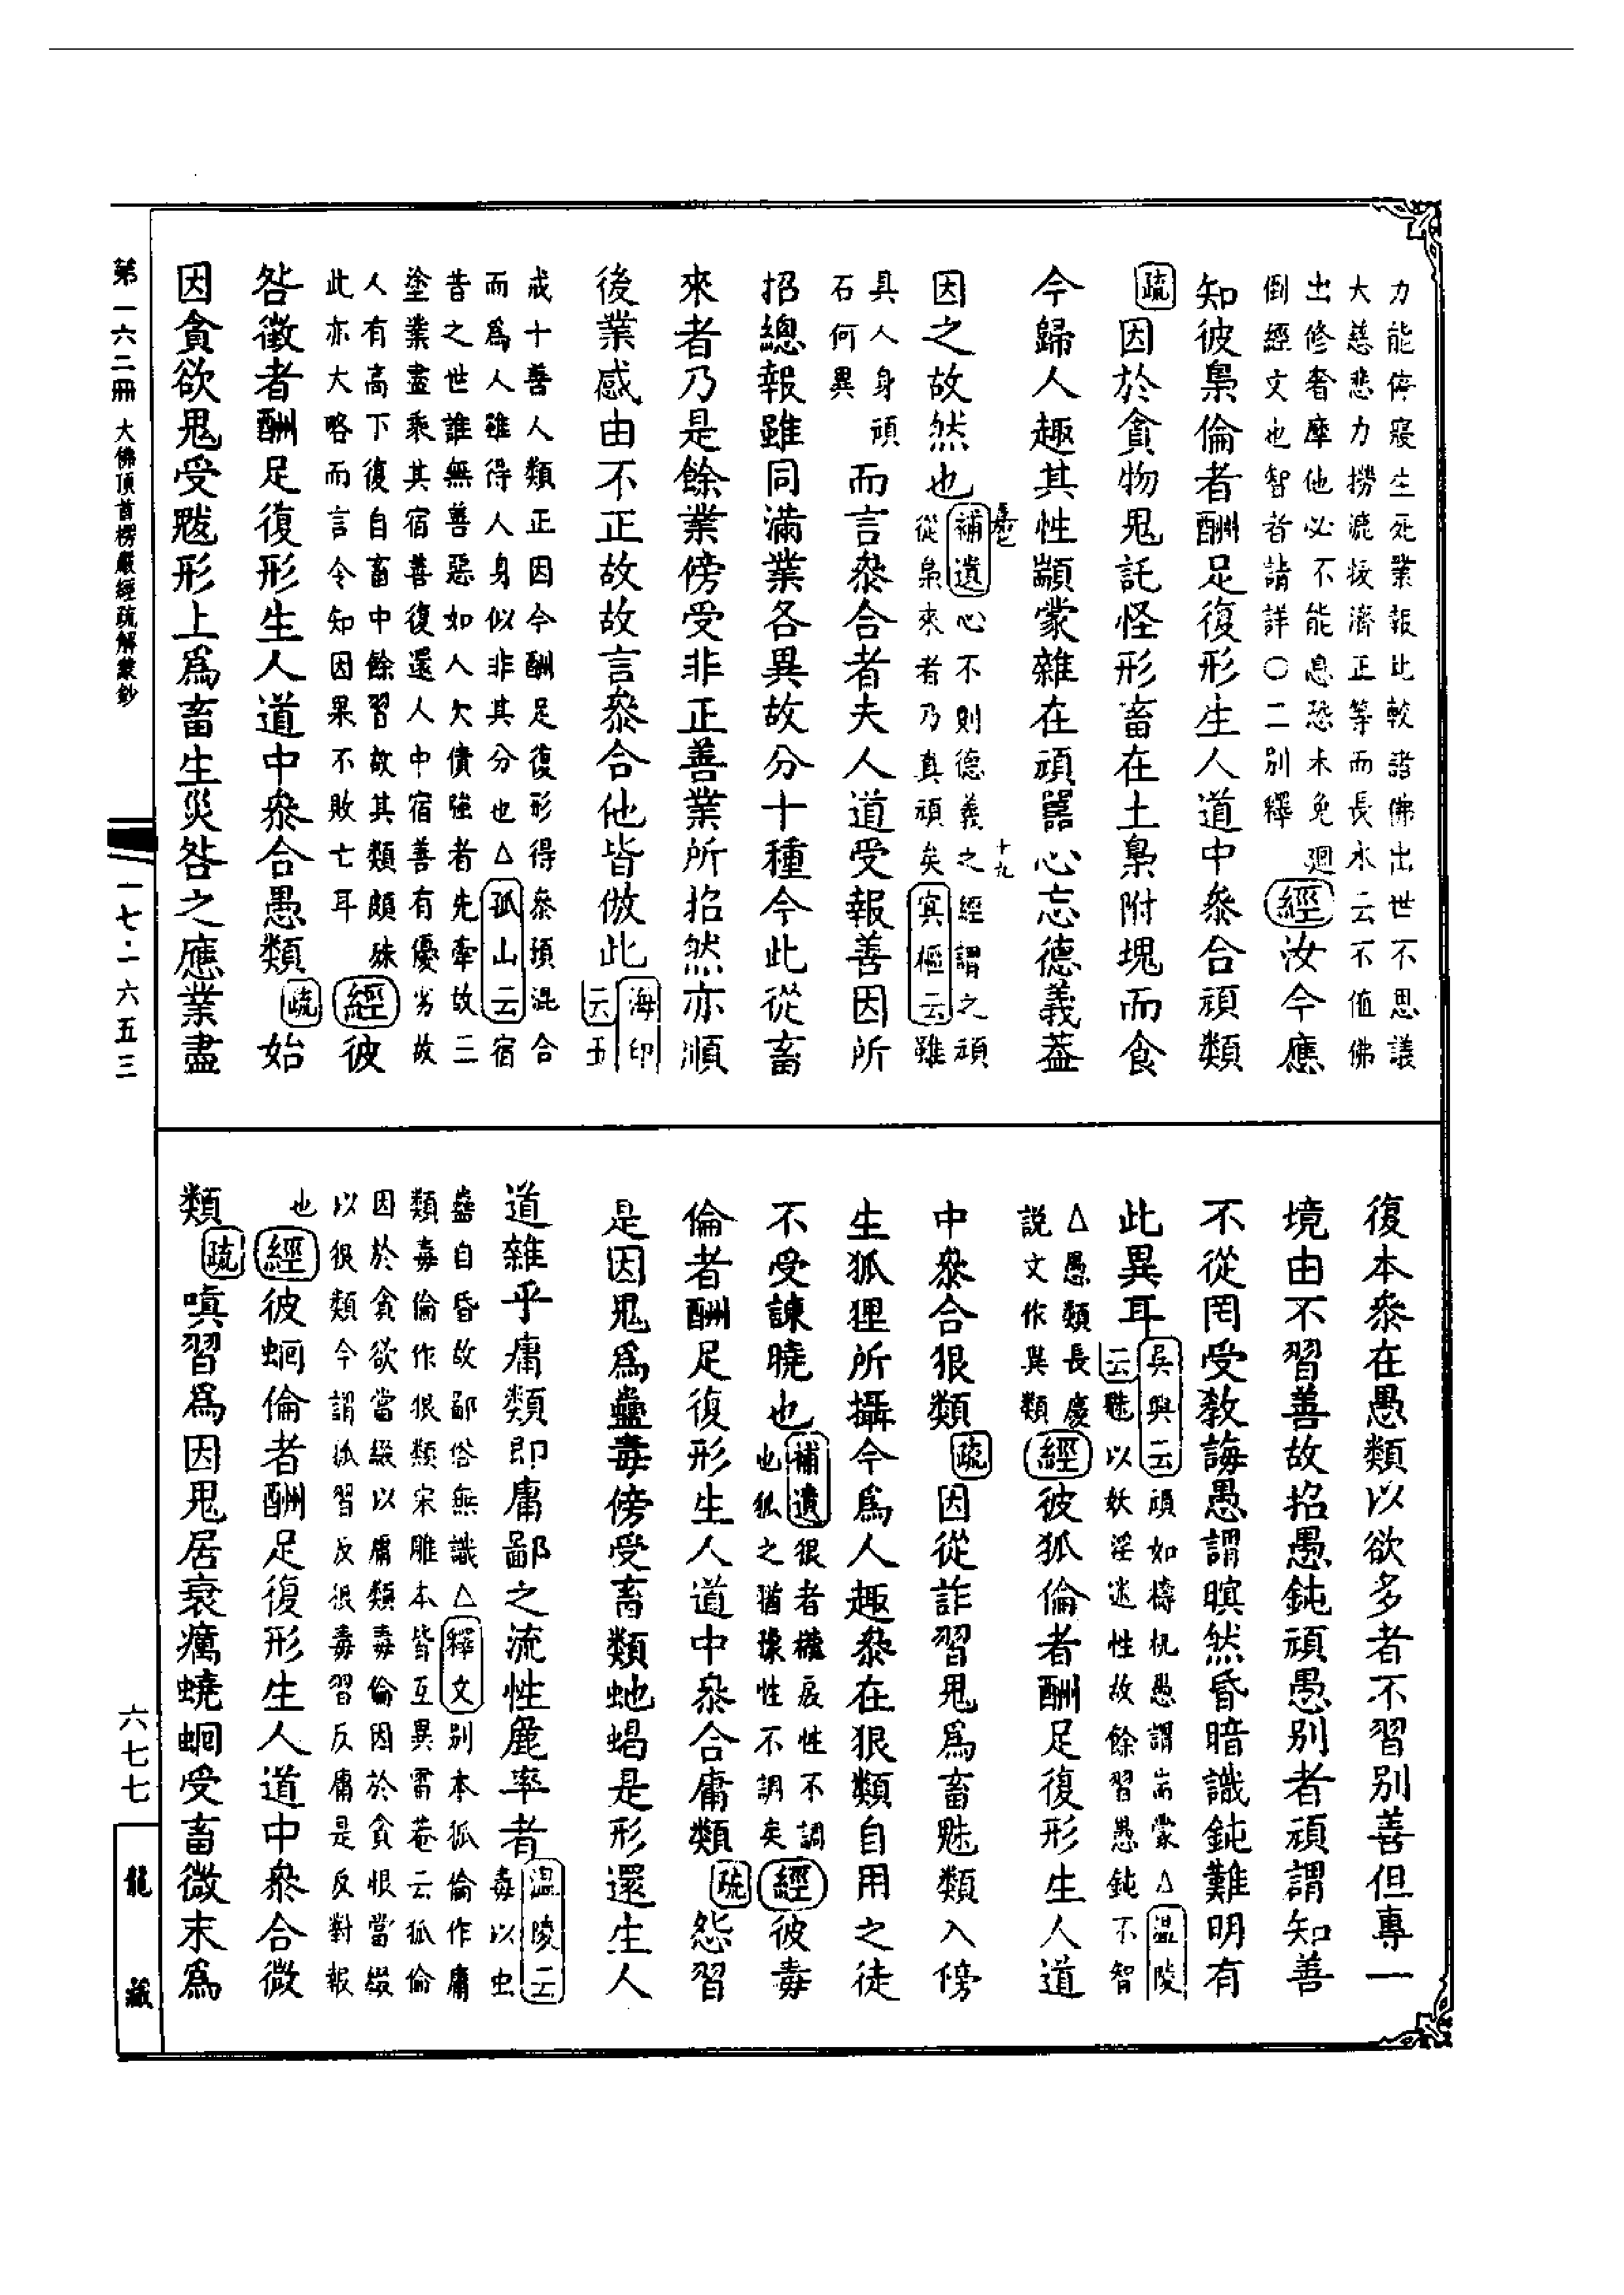 力能停寢生死業報比較諸佛出世不思議
大慈悲力撈漉拔濟正等而長水云不值佛
出修奢摩他必不能息恐未免迴
倒經文也智者請詳〇二別釋
經汝今應
知彼梟倫者酬足復形生人道中叅合頑類
疏因於貪物鬼託怪形畜在土梟附塊而食
今歸人趣其性顓蒙雜在頑嚚心忘德義葢
因之故然也
補遺心不則德義之經謂之頑
從梟來者乃真頑矣寘樞云雖
十九
具人身頑
石何異
而言叅合者夫人道受報善因所
招總報雖同滿業各異故分十種今此從畜
來者乃是餘業傍受非正善業所招然亦順
後業感由不正故故言叅合他皆倣此
海印
云五
戒十善人類正因今酬足復形得叅預混合
而爲人雖得人身似非其分也△孤山云宿
昔之世誰無善惡如人欠債強者先牽故三
塗業盡乘其宿善復還人中宿善有優劣故
人有高下復自畜中餘習故其類頗殊
此亦大略而言令知因果不敗亡耳
經彼
咎徵者酬足復形生人道中叅合愚類疏始
因貪欲鬼受魃形上爲畜生災咎之應業盡
復本叅在愚類以欲多者不習別善但專一
境由不習善故招愚鈍頑愚別者頑謂知善
不從罔受敎誨愚謂暝然昏暗識鈍難明有
此異耳
吳興云頑如檮杌愚謂耑蒙△溫陵
云魃以妖淫迷性故餘習愚鈍不智
△愚類長慶
説文作異類
經彼狐倫者酬足復形生人道
中叅合狠類疏因從詐習鬼爲畜魅類入傍
生狐狸所攝今爲人趣叅在狠類自用之徒
不受諫曉也
補遺很者㩻戾性不調
也狐之猶㺐性不調矣
經彼毒
倫者酬足復形生人道中叅合庸類疏怨習
是因鬼爲蠱毒傍受畜類虵蝎是形還生人
道雜乎庸類即庸鄙之流性麁率者
溫陵云
毒以虫
蠱自昏故鄙俗無識△釋文別本狐倫作庸
類毒倫作很類宋雕本皆互異雷菴云狐倫
因於貪欲當綴以庸類毒倫因於貪恨當綴
以很類今謂狐習反很毒習反庸是反對報
也
經彼蛔倫者酬足復形生人道中叅合微
類疏嗔習爲因鬼居衰癘蟯蛔受畜微末爲
第一六二冊　大佛頂首楞嚴經疏解蒙鈔
一七·一六五三
六七七
龍藏